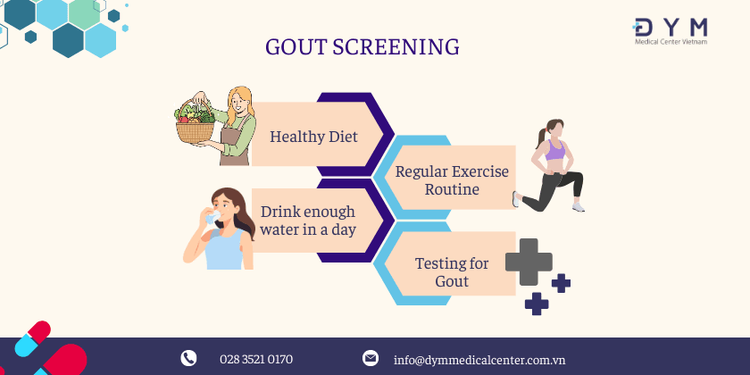 DYM
Medical Center Vietnam
GOUT SCREENING
Healthy Diet
Regular Exercise
Routine
Drink enough
water in a day
Testing for
Gout
028 3521 0170
info@dymmedicalcenter.com.vn